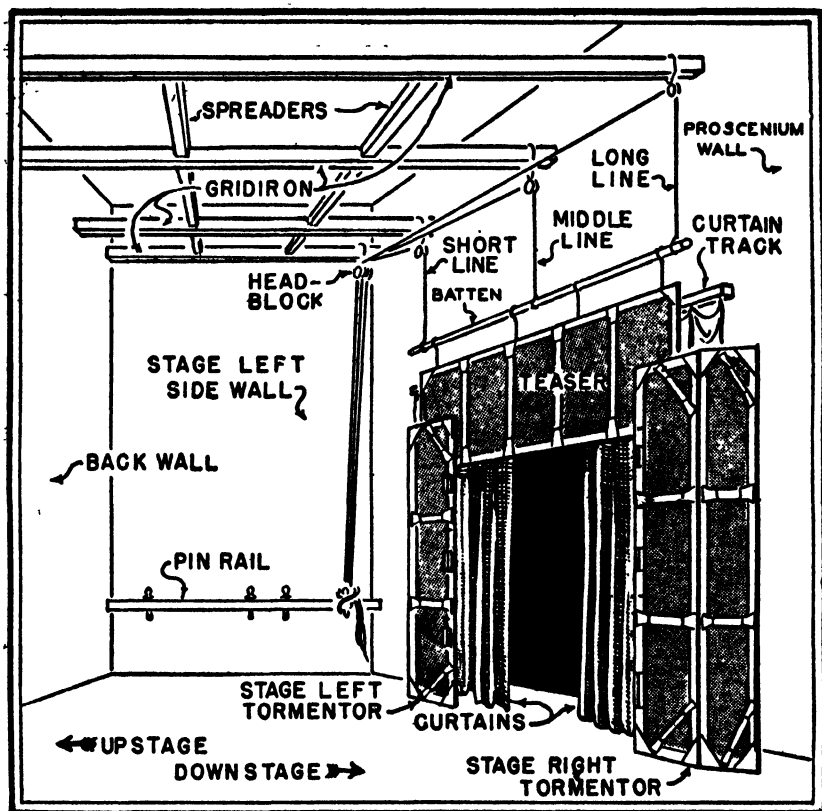 SPREADERS
PROSCENIUM
WALL
LONG
LINE
GRIDIRON
MIDDLE
LINE
CURTAIN
TRACK
SHORT
LINE
HEAD-
BLOCK
BATTEN
STAGE LEFT
SIDE WALL
TEASER
BACK WALL
PIN RAIL
STAGE LEFT
TORMENTOR
CURTAINS
UPSTAGE
DOWNSTAGE
STAGE RIGHT
TORMENTOR